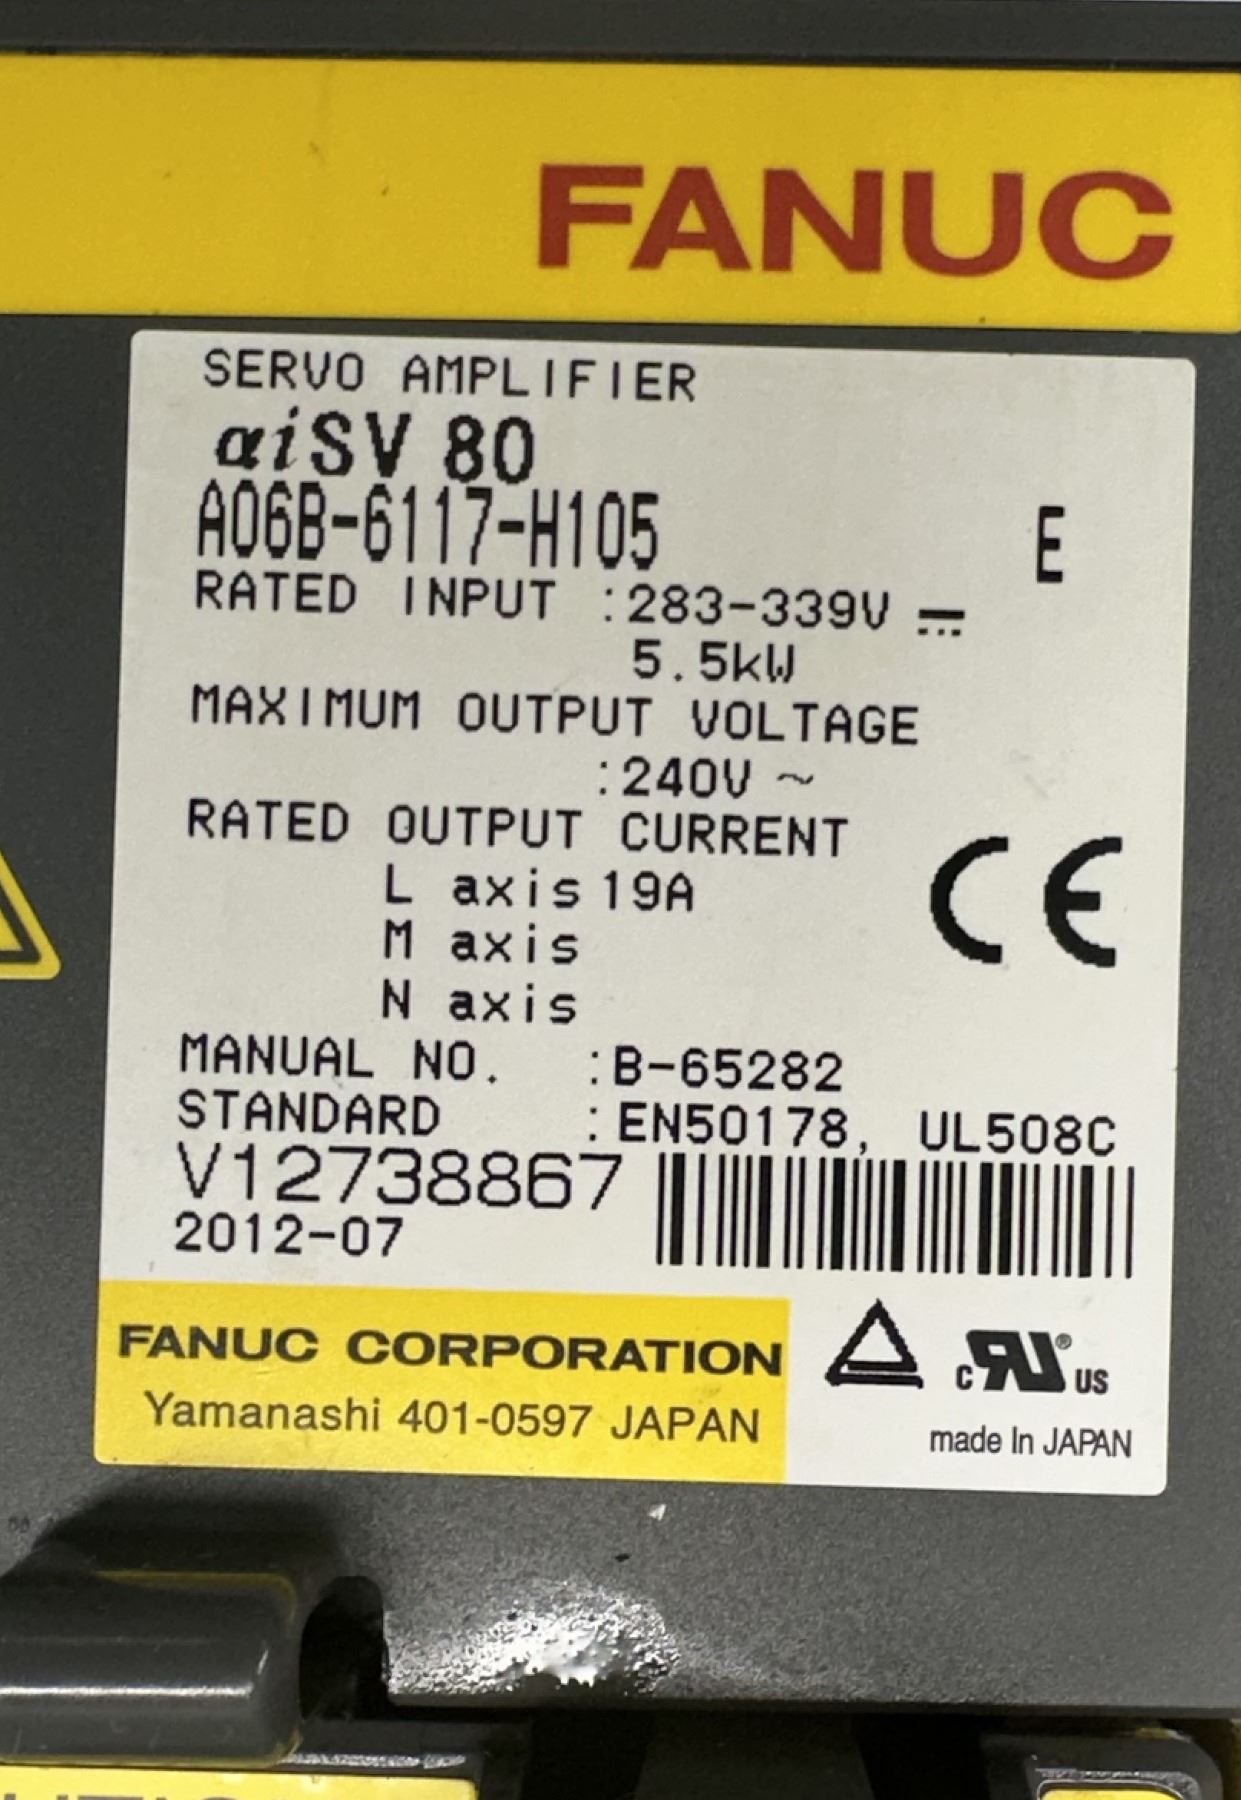 FANUC
SERVO AMPLIFIER
αiSV 80
A06B-6117-H105 E
RATED INPUT :283-339V ⎓
5.5kW
MAXIMUM OUTPUT VOLTAGE
:240V ~
RATED OUTPUT CURRENT
L axis 19A
M axis
N axis
CE
MANUAL NO. :B-65282
STANDARD :EN50178, UL508C
V12738867
2012-07
FANUC CORPORATION
Yamanashi 401-0597 JAPAN
c RU ® US
made In JAPAN